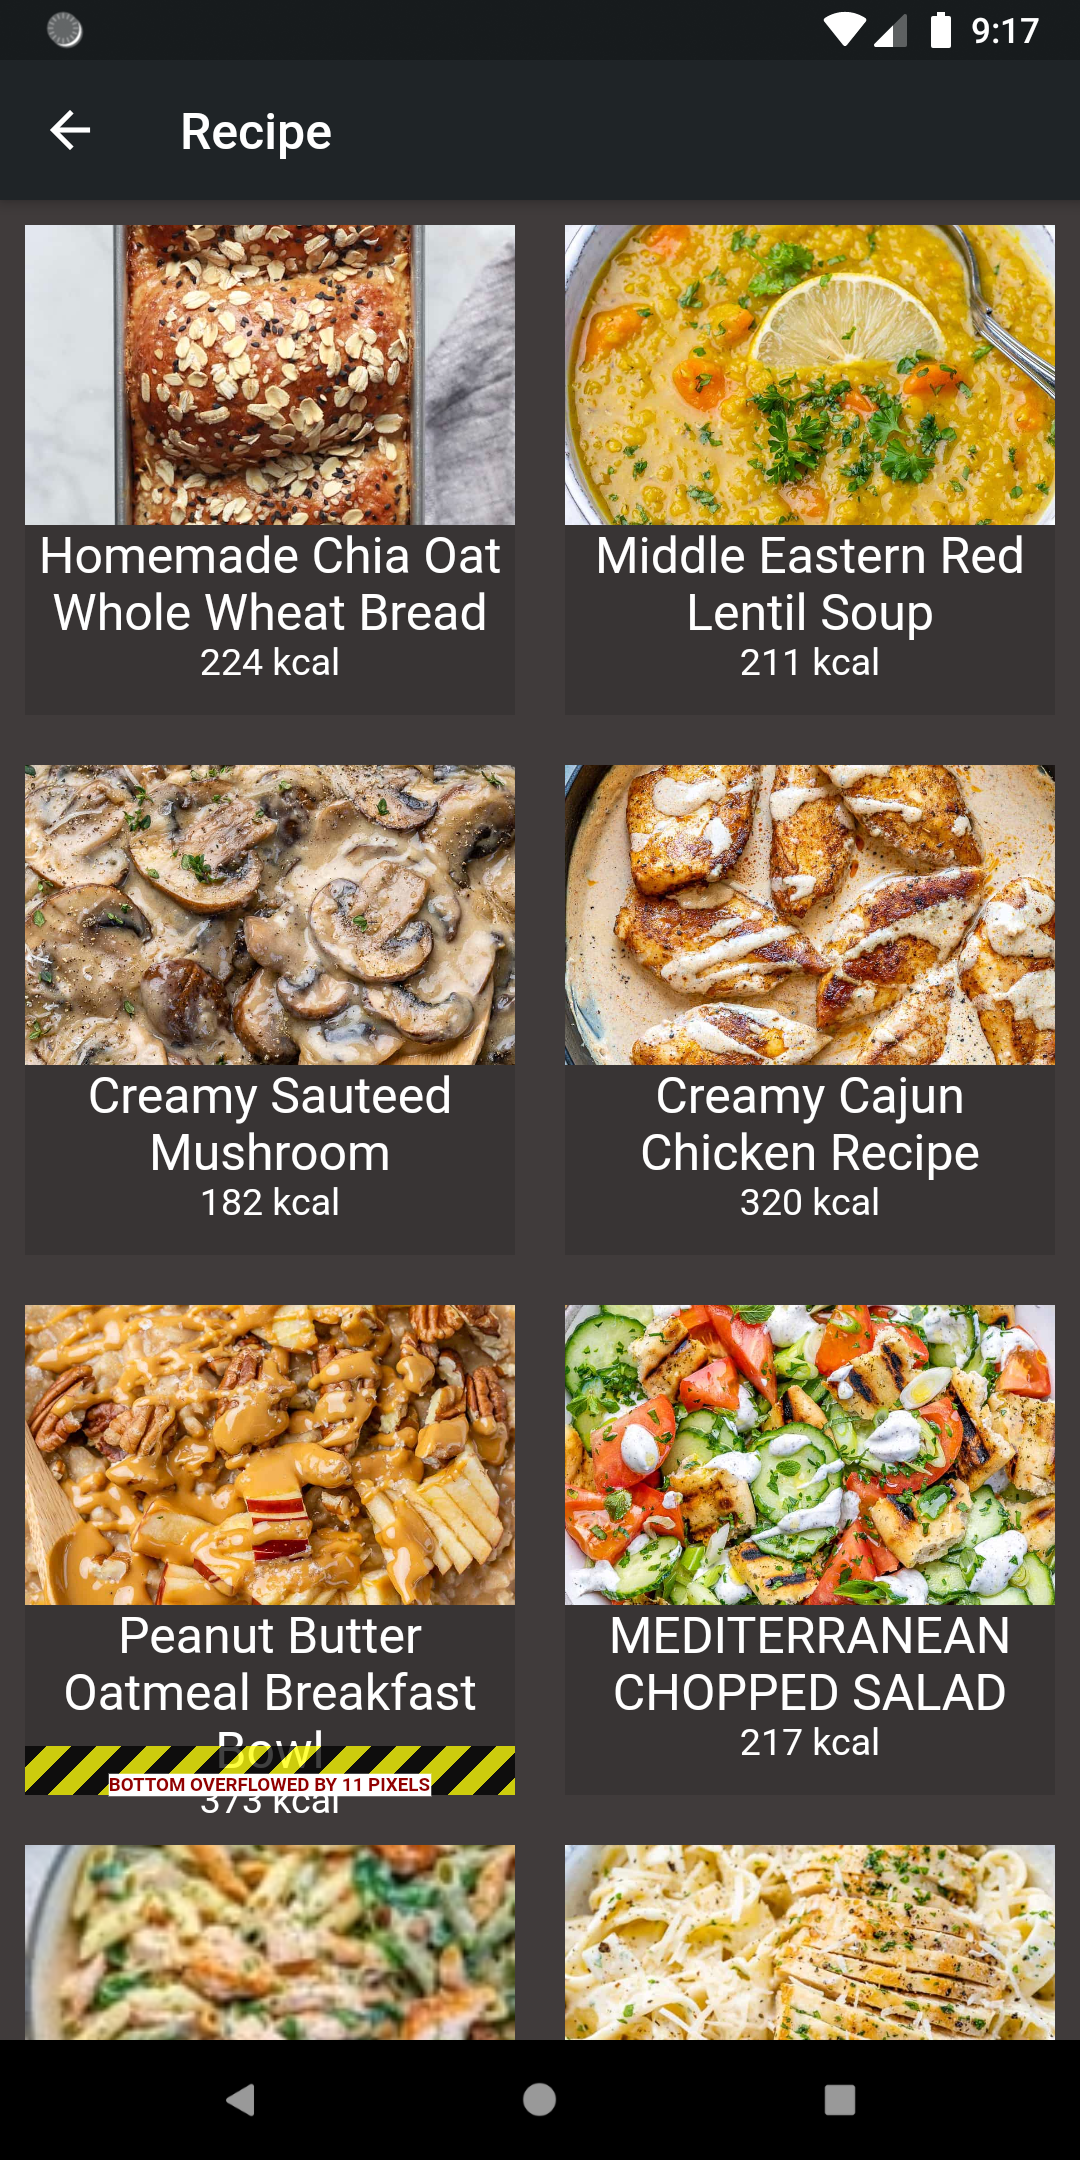 9:17
Recipe
Homemade Chia Oat
Whole Wheat Bread
224 kcal
Middle Eastern Red
Lentil Soup
211 kcal
Creamy Sauteed
Mushroom
182 kcal
Creamy Cajun
Chicken Recipe
320 kcal
Peanut Butter
Oatmeal Breakfast
Bowl
BOTTOM OVERFLOWED BY 11 PIXELS
373 kcal
MEDITERRANEAN
CHOPPED SALAD
217 kcal